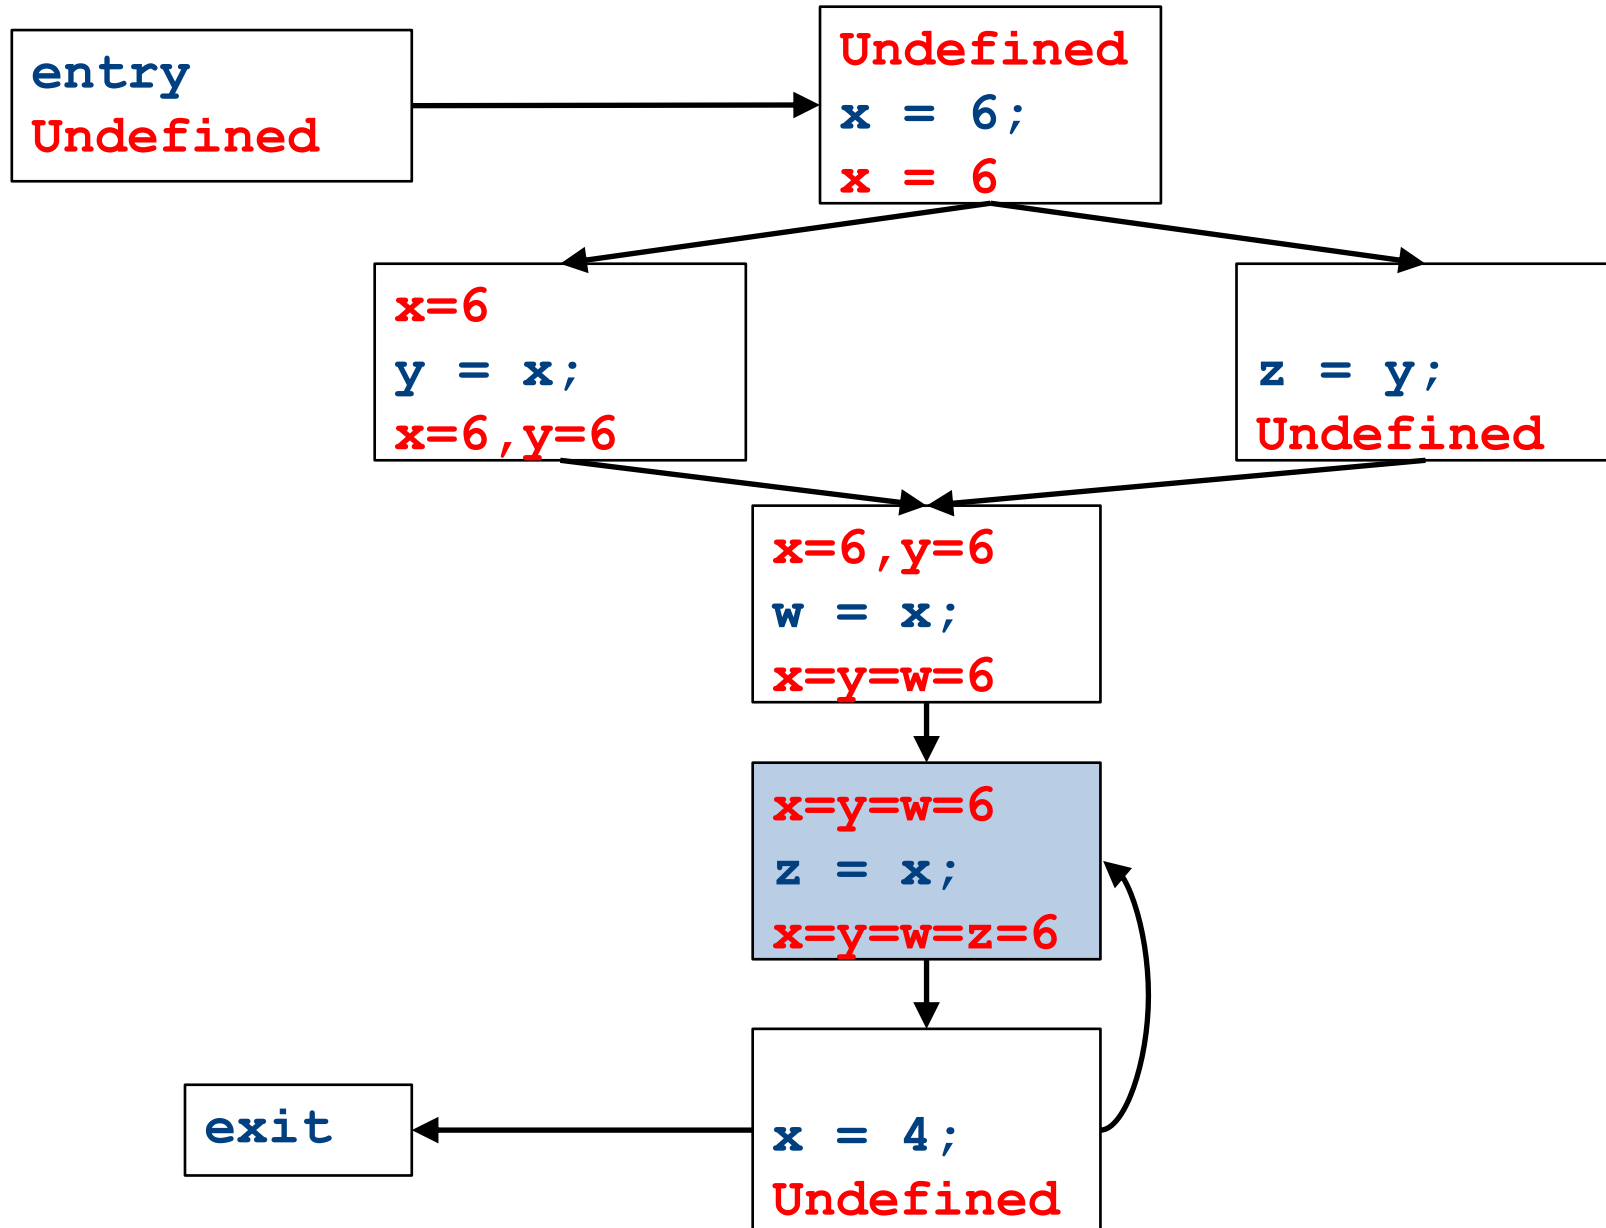 entry
Undefined
Undefined
x = 6;
x = 6
x=6
y = x;
x=6,y=6
z = y;
Undefined
x=6,y=6
w = x;
x=y=w=6
x=y=w=6
z = x;
x=y=w=z=6
exit
x = 4;
Undefined